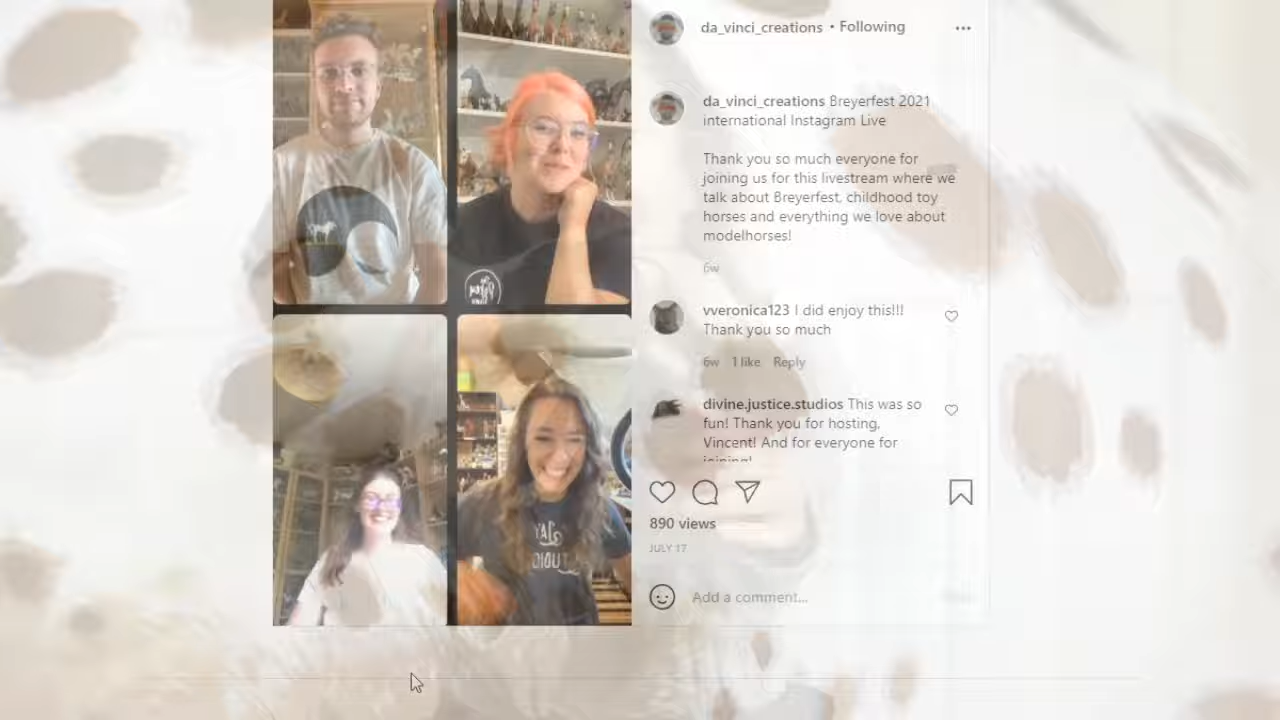 da_vinci_creations • Following
da_vinci_creations Breyerfest 2021
international Instagram Live
Thank you so much everyone for
joining us for this livestream where we
talk about Breyerfest, childhood toy
horses and everything we love about
modelhorses!
6w
vveronica123 I did enjoy this!!!
Thank you so much
6w 1 like Reply
divine.justice.studios This was so
fun! Thank you for hosting,
Vincent! And for everyone for
joining!
890 views
JULY 17
Add a comment...